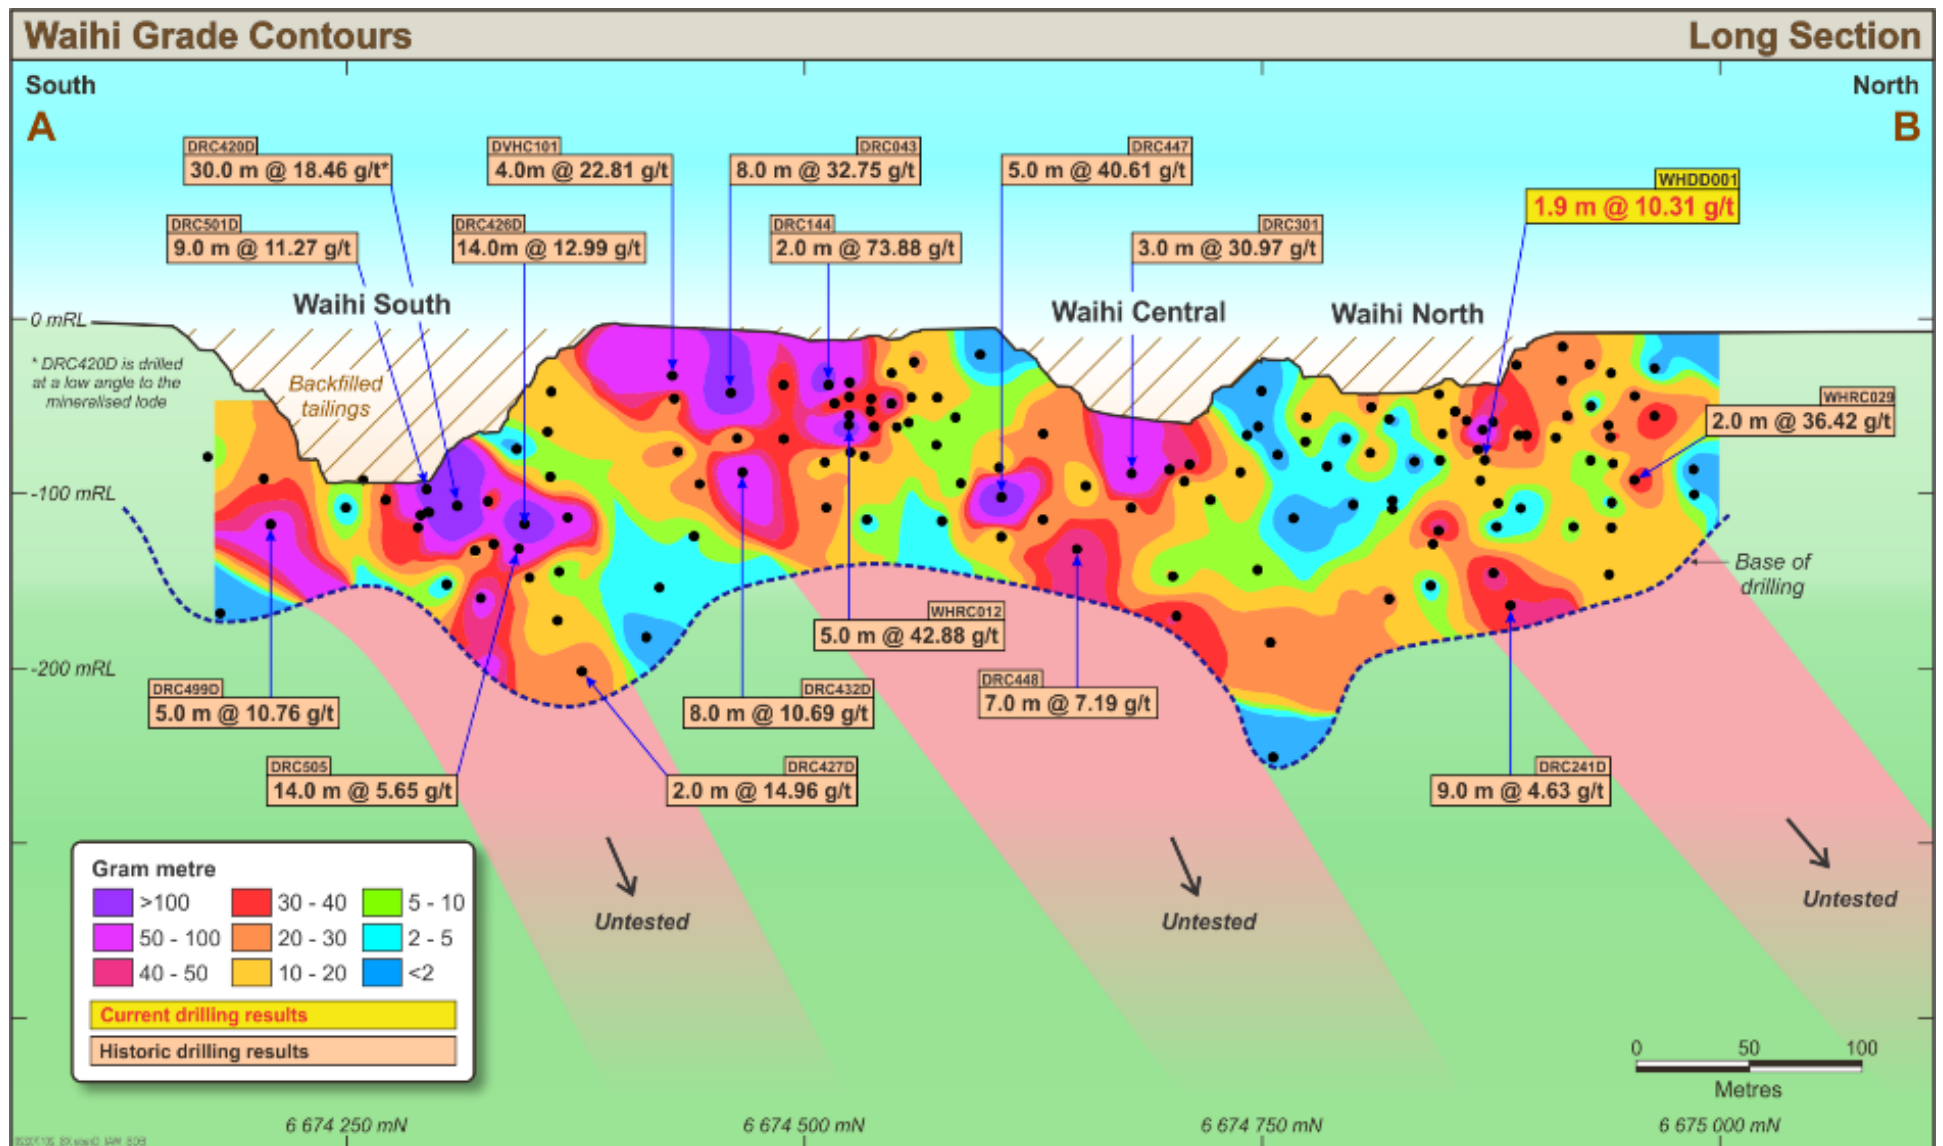 Waihi Grade Contours
Long Section
South
North
A
B
DRC420D
30.0 m @ 18.46 g/t*
DVHC101
4.0m @ 22.81 g/t
DRC043
8.0 m @ 32.75 g/t
DRC447
5.0 m @ 40.61 g/t
WHDD001
1.9 m @ 10.31 g/t
DRC501D
9.0 m @ 11.27 g/t
DRC426D
14.0m @ 12.99 g/t
DRC144
2.0 m @ 73.88 g/t
DRC301
3.0 m @ 30.97 g/t
Waihi South
Waihi Central
Waihi North
0 mRL
* DRC420D is drilled
at a low angle to the
mineralised lode
Backfilled
tailings
WHRC029
2.0 m @ 36.42 g/t
-100 mRL
Base of
drilling
WHRC012
5.0 m @ 42.88 g/t
-200 mRL
DRC499D
5.0 m @ 10.76 g/t
DRC432D
8.0 m @ 10.69 g/t
DRC448
7.0 m @ 7.19 g/t
DRC505
14.0 m @ 5.65 g/t
DRC427D
2.0 m @ 14.96 g/t
DRC241D
9.0 m @ 4.63 g/t
Untested
Untested
Untested
Gram metre
>100
30 - 40
5 - 10
50 - 100
20 - 30
2 - 5
40 - 50
10 - 20
<2
Current drilling results
Historic drilling results
0 50 100
Metres
6 674 250 mN
6 674 500 mN
6 674 750 mN
6 675 000 mN